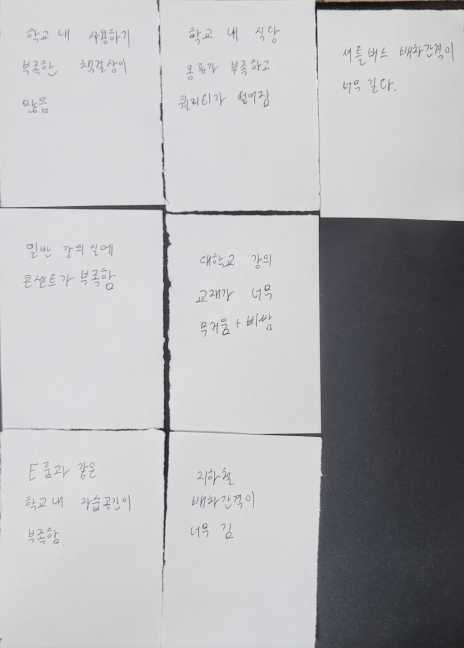 학교 내 사용하기
부족한 책걸상이
많음
학교 내 식당
종류가 부족하고
퀄리티가 떨어짐
셔틀버스 배차간격이
너무 길다.
일반 강의실에
콘센트가 부족함
대학교 강의
교재가 너무
무거움 + 비쌈
E룸과 같은
학교 내 자습공간이
부족함.
지하철
배차간격이
너무 김